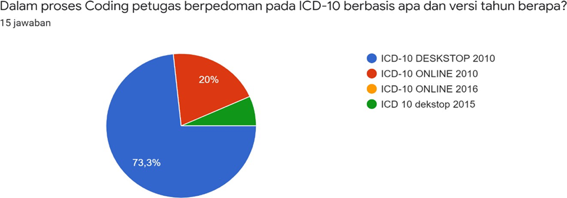 Dalam proses Coding petugas berpedoman pada ICD-10 berbasis apa dan versi tahun berapa?
15 jawaban
ICD-10 DESKSTOP 2010
ICD-10 ONLINE 2010
ICD-10 ONLINE 2016
ICD 10 dekstop 2015
20%
73,3%